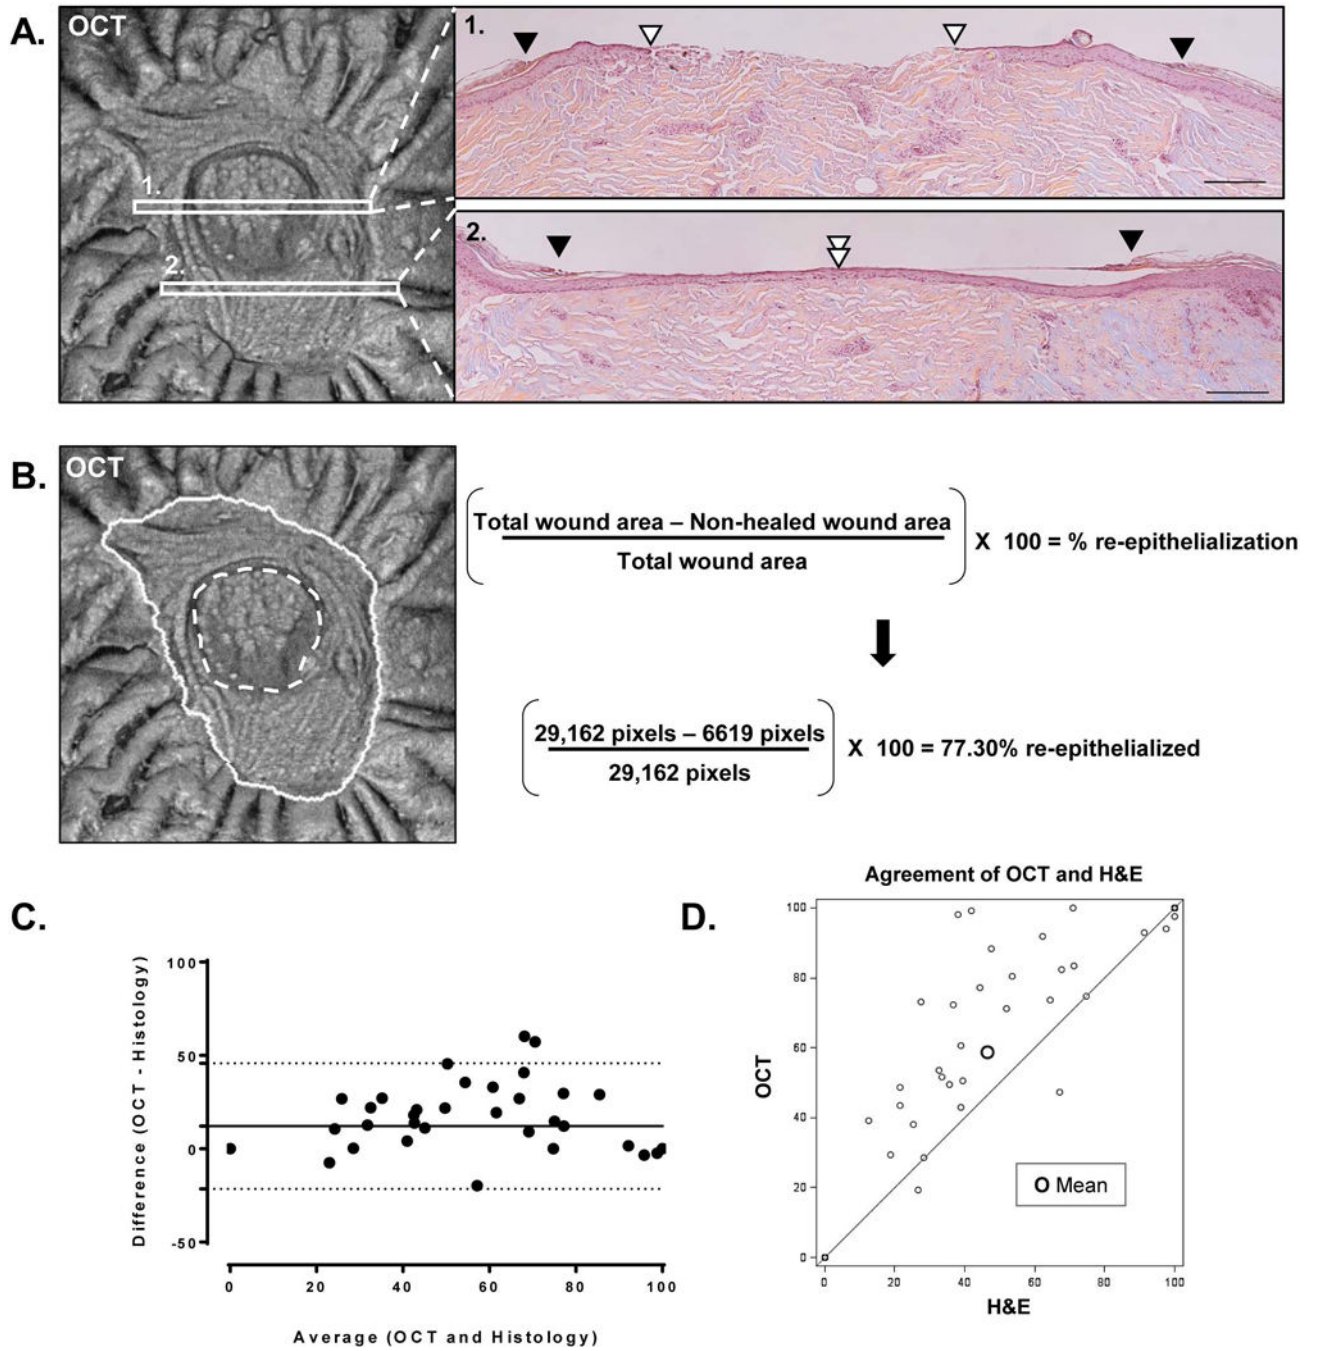 A.
OCT
1.
2.
1.
2.
B.
OCT
Total wound area – Non-healed wound area
Total wound area
X 100 = % re-epithelialization
29,162 pixels – 6619 pixels
29,162 pixels
X 100 = 77.30% re-epithelialized
C.
Difference (OCT - Histology)
100
50
0
-50
0 20 40 60 80 100
Average (OCT and Histology)
D.
Agreement of OCT and H&E
OCT
100
80
60
40
20
0
O Mean
0 20 40 60 80 100
H&E